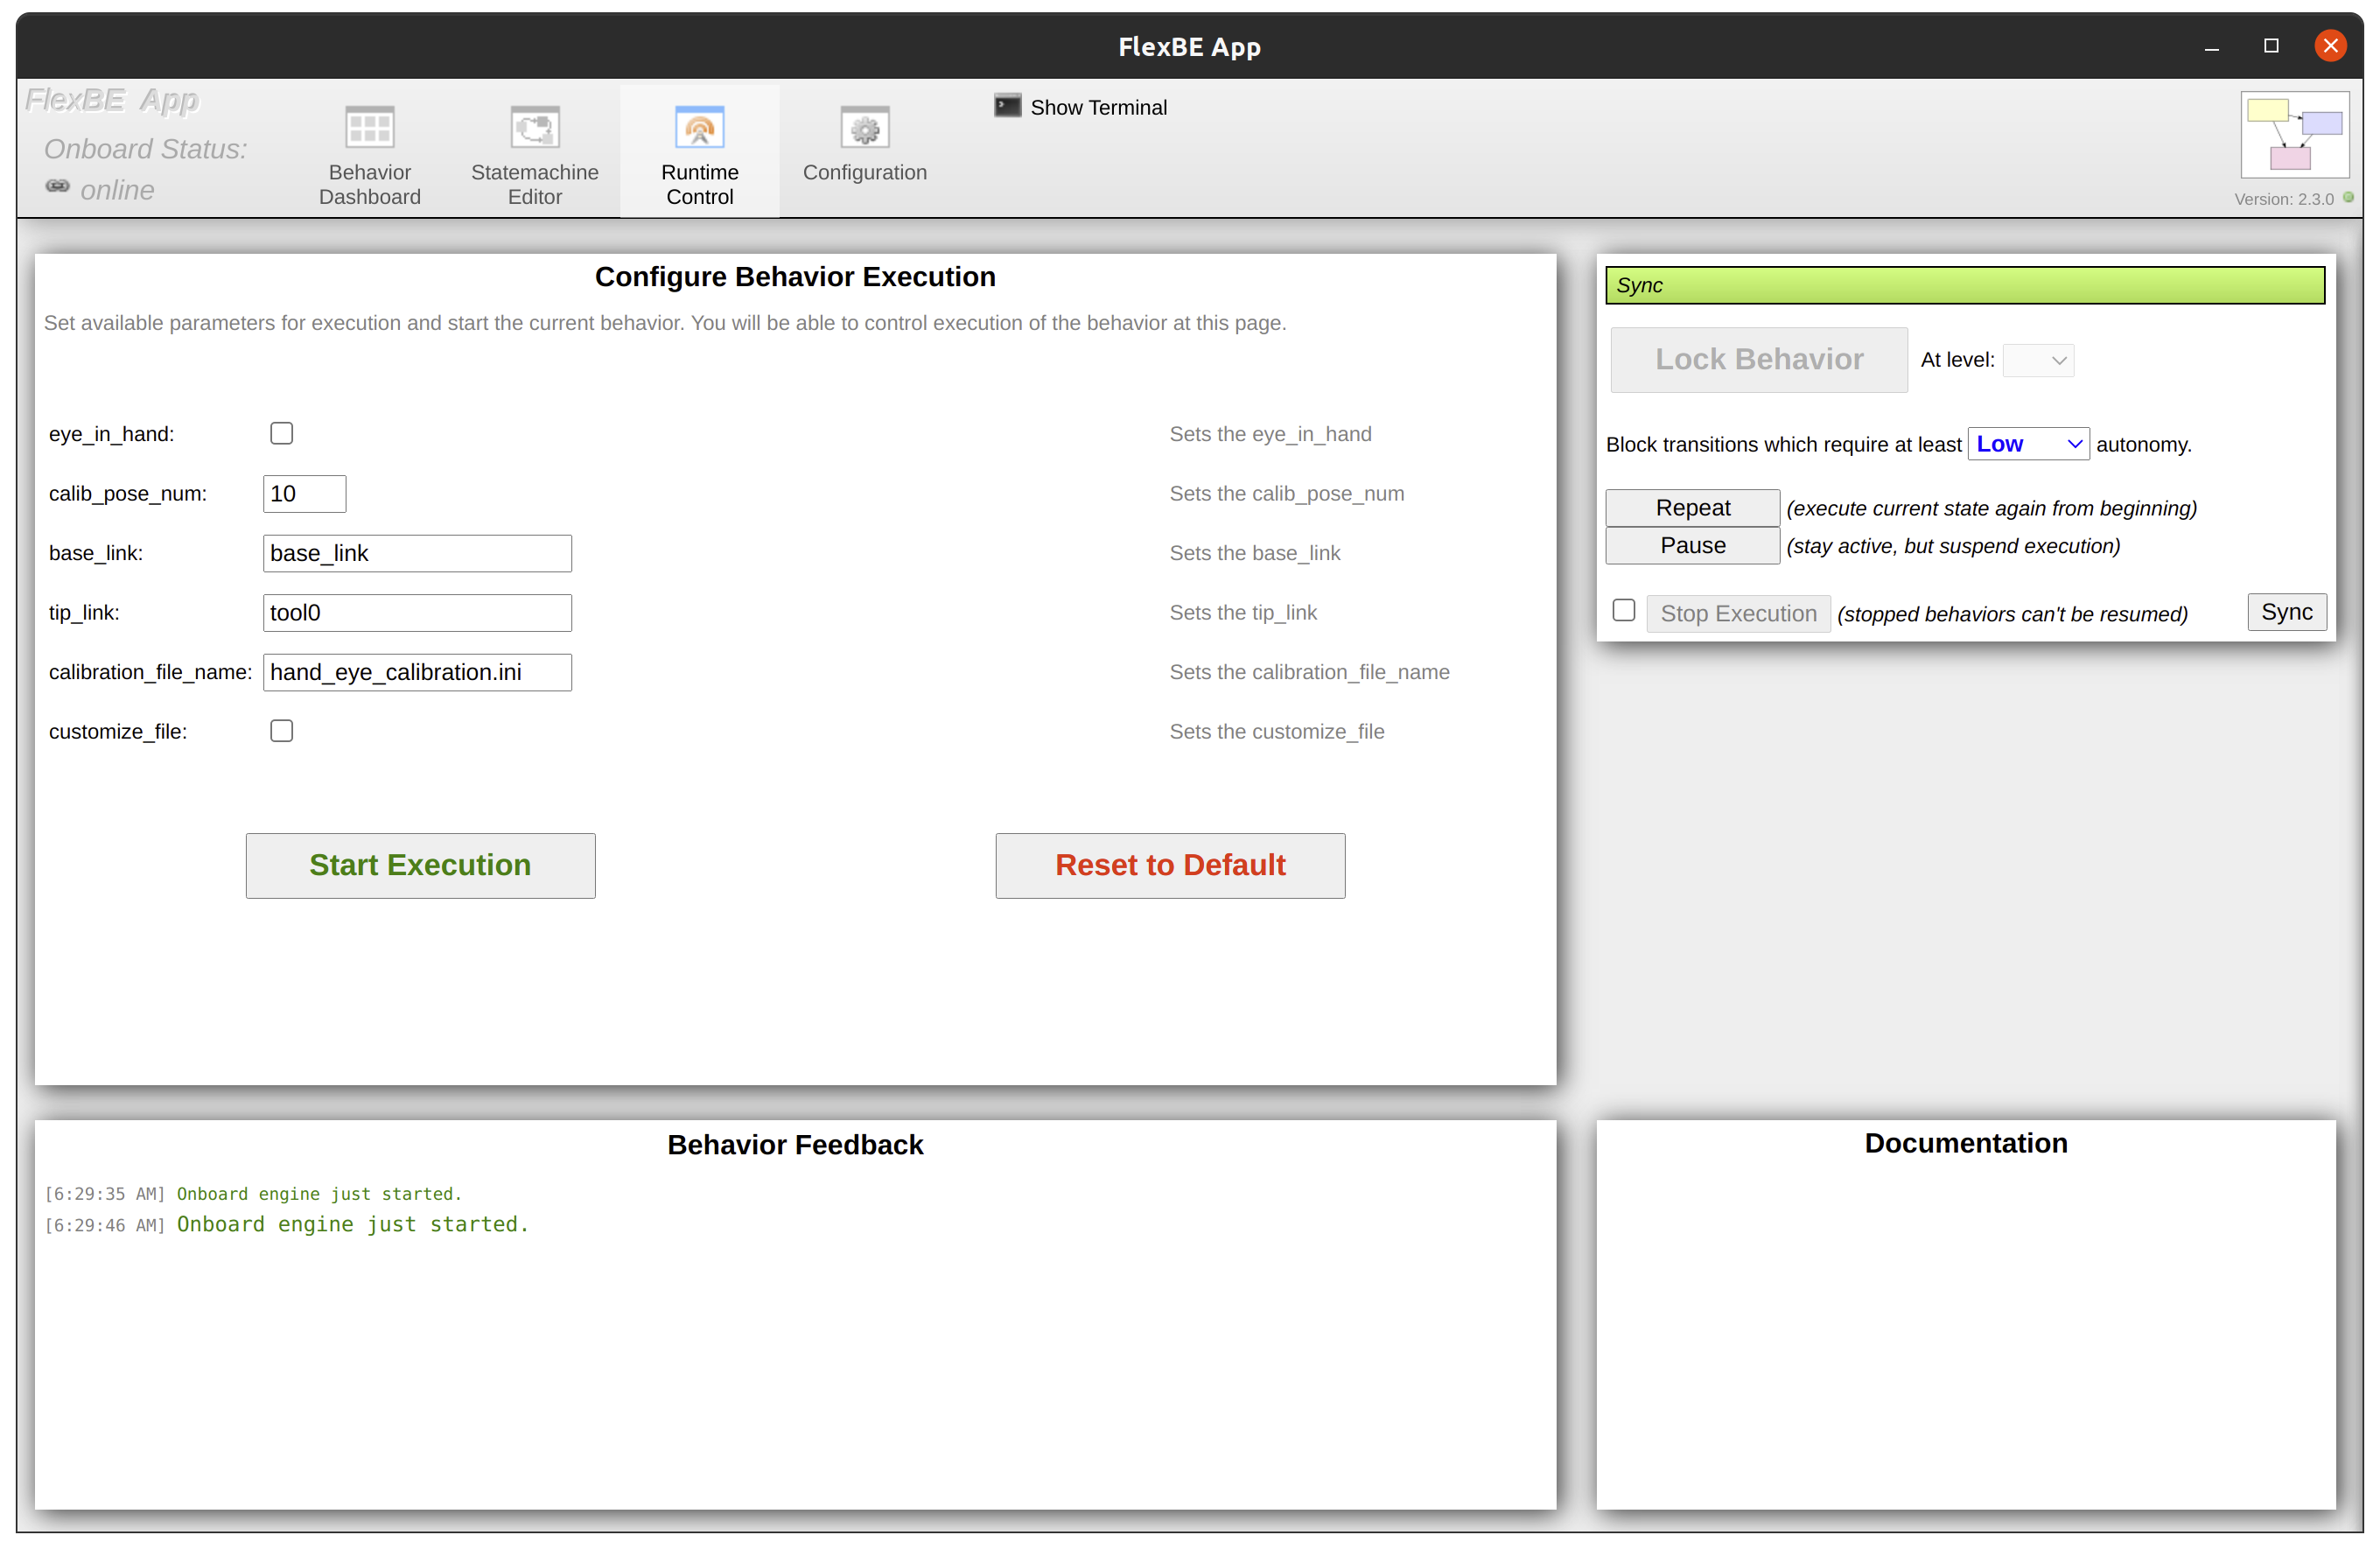 FlexBE App
FlexBE App
Onboard Status:
online
Behavior
Dashboard
Statemachine
Editor
Runtime
Control
Configuration
Show Terminal
Version: 2.3.0
Configure Behavior Execution
Set available parameters for execution and start the current behavior. You will be able to control execution of the behavior at this page.
eye_in_hand: Sets the eye_in_hand
calib_pose_num: 10 Sets the calib_pose_num
base_link: base_link Sets the base_link
tip_link: tool0 Sets the tip_link
calibration_file_name: hand_eye_calibration.ini Sets the calibration_file_name
customize_file: Sets the customize_file
Start Execution Reset to Default
Sync
Lock Behavior At level:
Block transitions which require at least Low autonomy.
Repeat (execute current state again from beginning)
Pause (stay active, but suspend execution)
Stop Execution (stopped behaviors can't be resumed) Sync
Behavior Feedback
[6:29:35 AM] Onboard engine just started.
[6:29:46 AM] Onboard engine just started.
Documentation